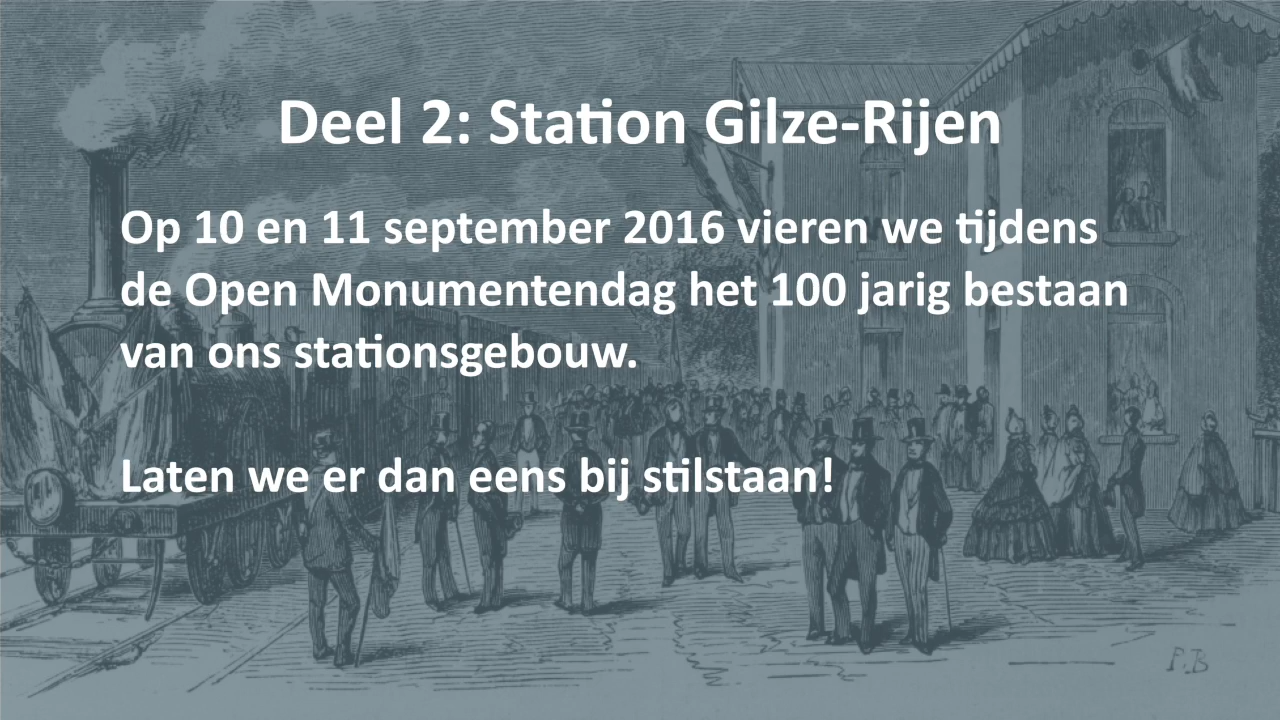 Deel 2: Station Gilze-Rijen
Op 10 en 11 september 2016 vieren we tijdens
de Open Monumentendag het 100 jarig bestaan
van ons stationsgebouw.
Laten we er dan eens bij stilstaan!
P.B